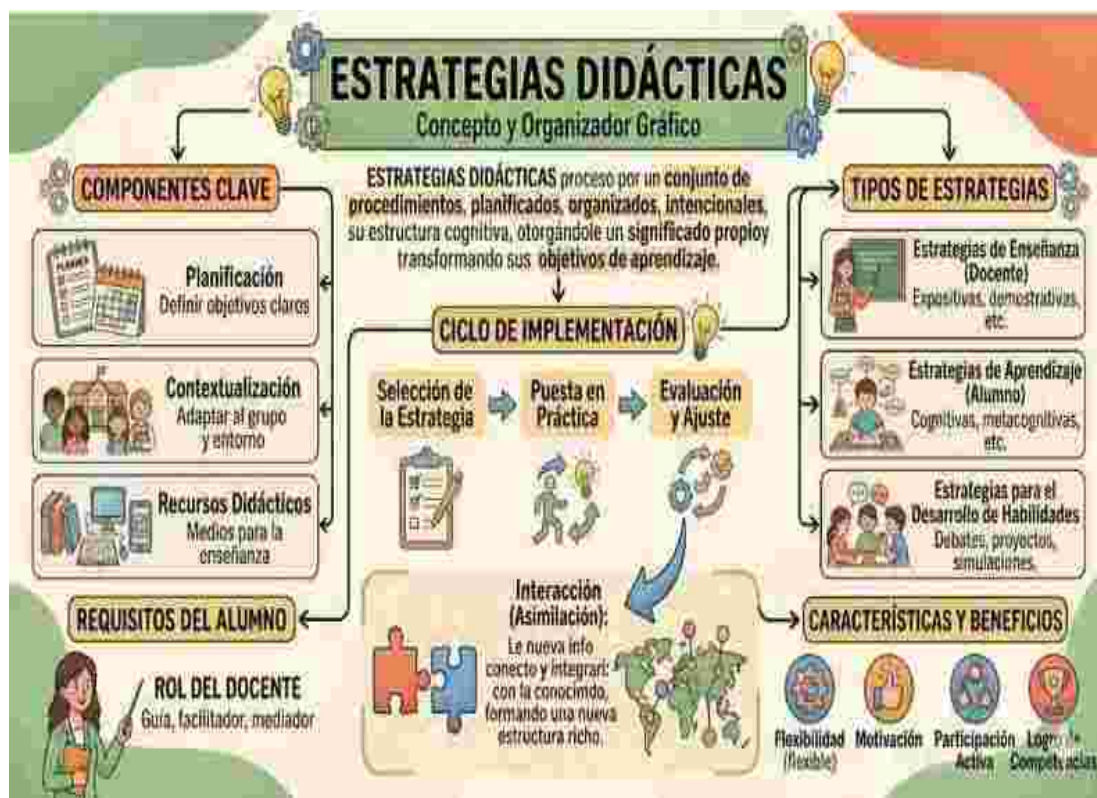 ESTRATEGIAS DIDÁCTICAS
Concepto y Organizador Gráfico
COMPONENTES CLAVE
PLANNER
Planificación
Definir objetivos claros
Contextualización
Adaptar al grupo
y entorno
Recursos Didácticos
Medios para la
enseñanza
ESTRATEGIAS DIDÁCTICAS proceso por un conjunto de
procedimientos, planificados, organizados, intencionales,
su estructura cognitiva, otorgándole un significado propioy
transformando sus objetivos de aprendizaje.
CICLO DE IMPLEMENTACIÓN
Selección de
la Estrategia
Puesta en
Práctica
Evaluación
y Ajuste
Interacción
(Asimilación):
Le nueva info
conecto y integrari:
con la conocimdo,
formando una nueva
estructura richo.
TIPOS DE ESTRATEGIAS
Estrategias de Enseñanza
(Docente)
Expositivas, demostrativas,
etc.
Estrategias de Aprendizaje
(Alumno)
Cognitivas, metacognitivas,
etc.
Estrategias para el
Desarrollo de Habilidades
Debates, proyectos,
simulaciones.
REQUISITOS DEL ALUMNO
ROL DEL DOCENTE
Guía, facilitador, mediador
CARACTERÍSTICAS Y BENEFICIOS
Flexibilidad
(flexible)
Motivación
Participación
Activa